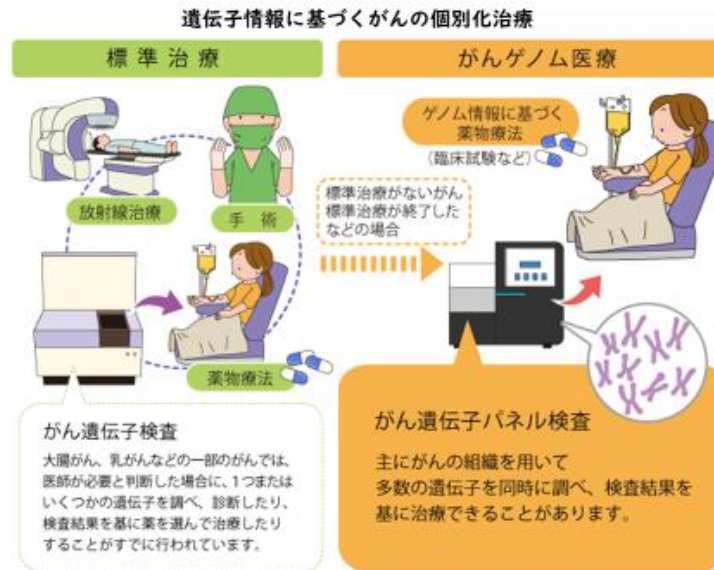 遺伝子情報に基づくがんの個別化治療
標準治療
がんゲノム医療
放射線治療
手術
薬物療法
がん遺伝子検査
大腸がん、乳がんなどの一部のがんでは、
医師が必要と判断した場合に、1つまたは
いくつかの遺伝子を調べ、診断したり、
検査結果を基に薬を選んで治療したり
することがすでに行われています。
標準治療がないがん
標準治療が終了した
などの場合
ゲノム情報に基づく
薬物療法
(臨床試験など)
がん遺伝子パネル検査
主にがんの組織を用いて
多数の遺伝子を同時に調べ、検査結果を
基に治療できることがあります。